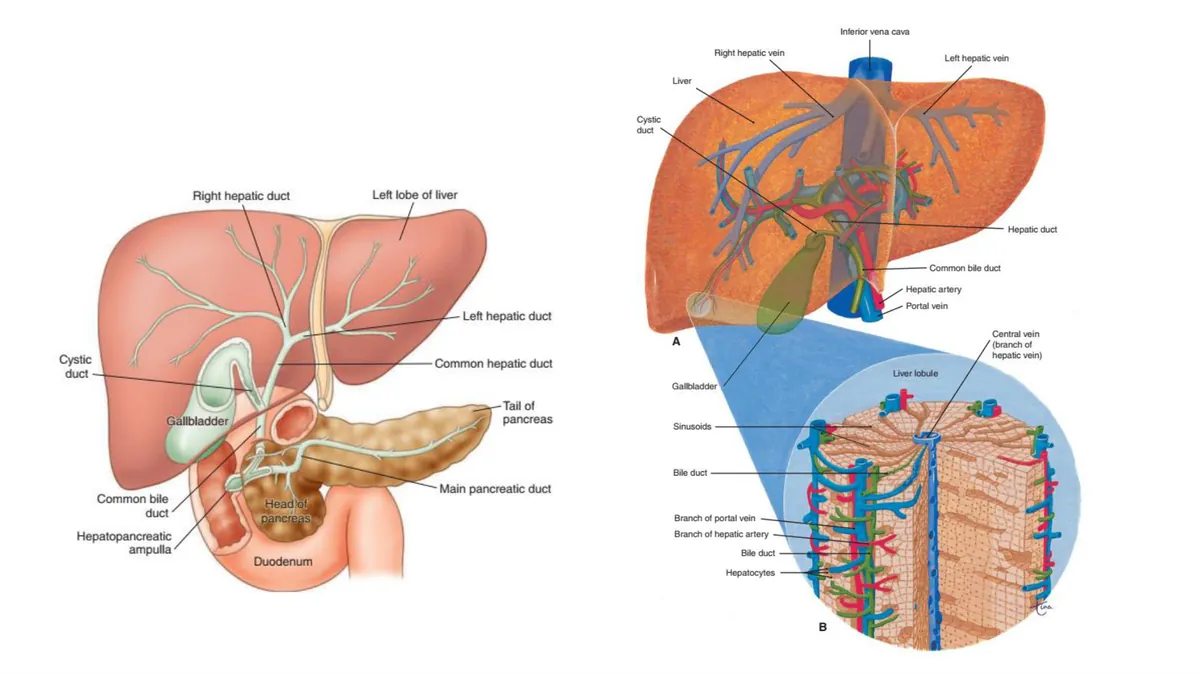 Right hepatic duct
Left lobe of liver
Left hepatic duct
Cystic
duct
Common hepatic duct
Gallbladder
Tail of
pancreas
Main pancreatic duct
Common bile
duct
Head of
pancreas
Hepatopancreatic
ampulla
Duodenum
Inferior vena cava
Right hepatic vein
Left hepatic vein
Liver
Cystic
duct
Hepatic duct
Common bile duct
Hepatic artery
Portal vein
A
Central vein
(branch of
hepatic vein)
Liver lobule
Gallbladder
Sinusoids
Bile duct
Branch of portal vein
Branch of hepatic artery
Bile duct
Hepatocytes
B